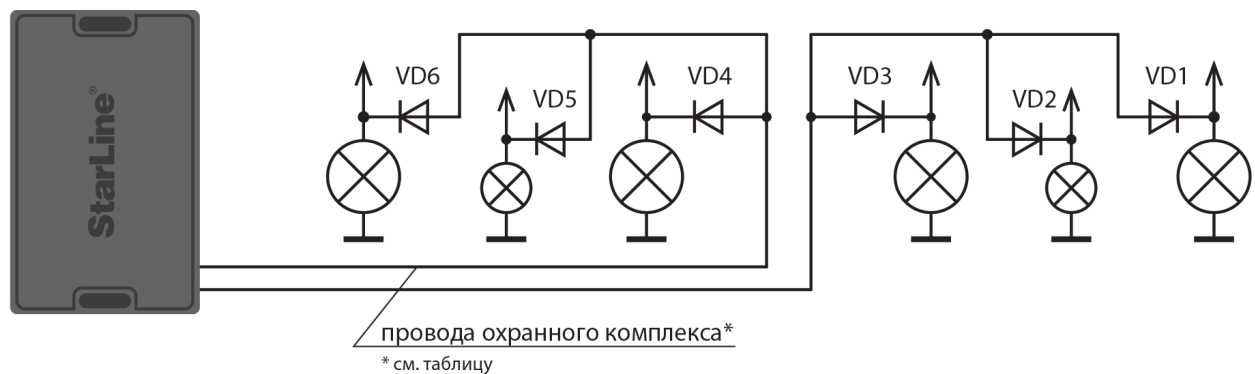 StarLine®
VD6
VD5
VD4
VD3
VD2
VD1
провода охранного комплекса*
* см. таблицу